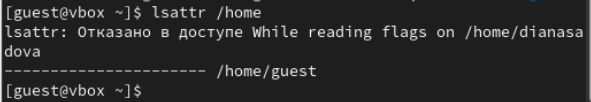 [guest@vbox ~]$ lsattr /home
lsattr: Отказано в доступе While reading flags on /home/dianasa
dova
---------------------- /home/guest
[guest@vbox ~]$